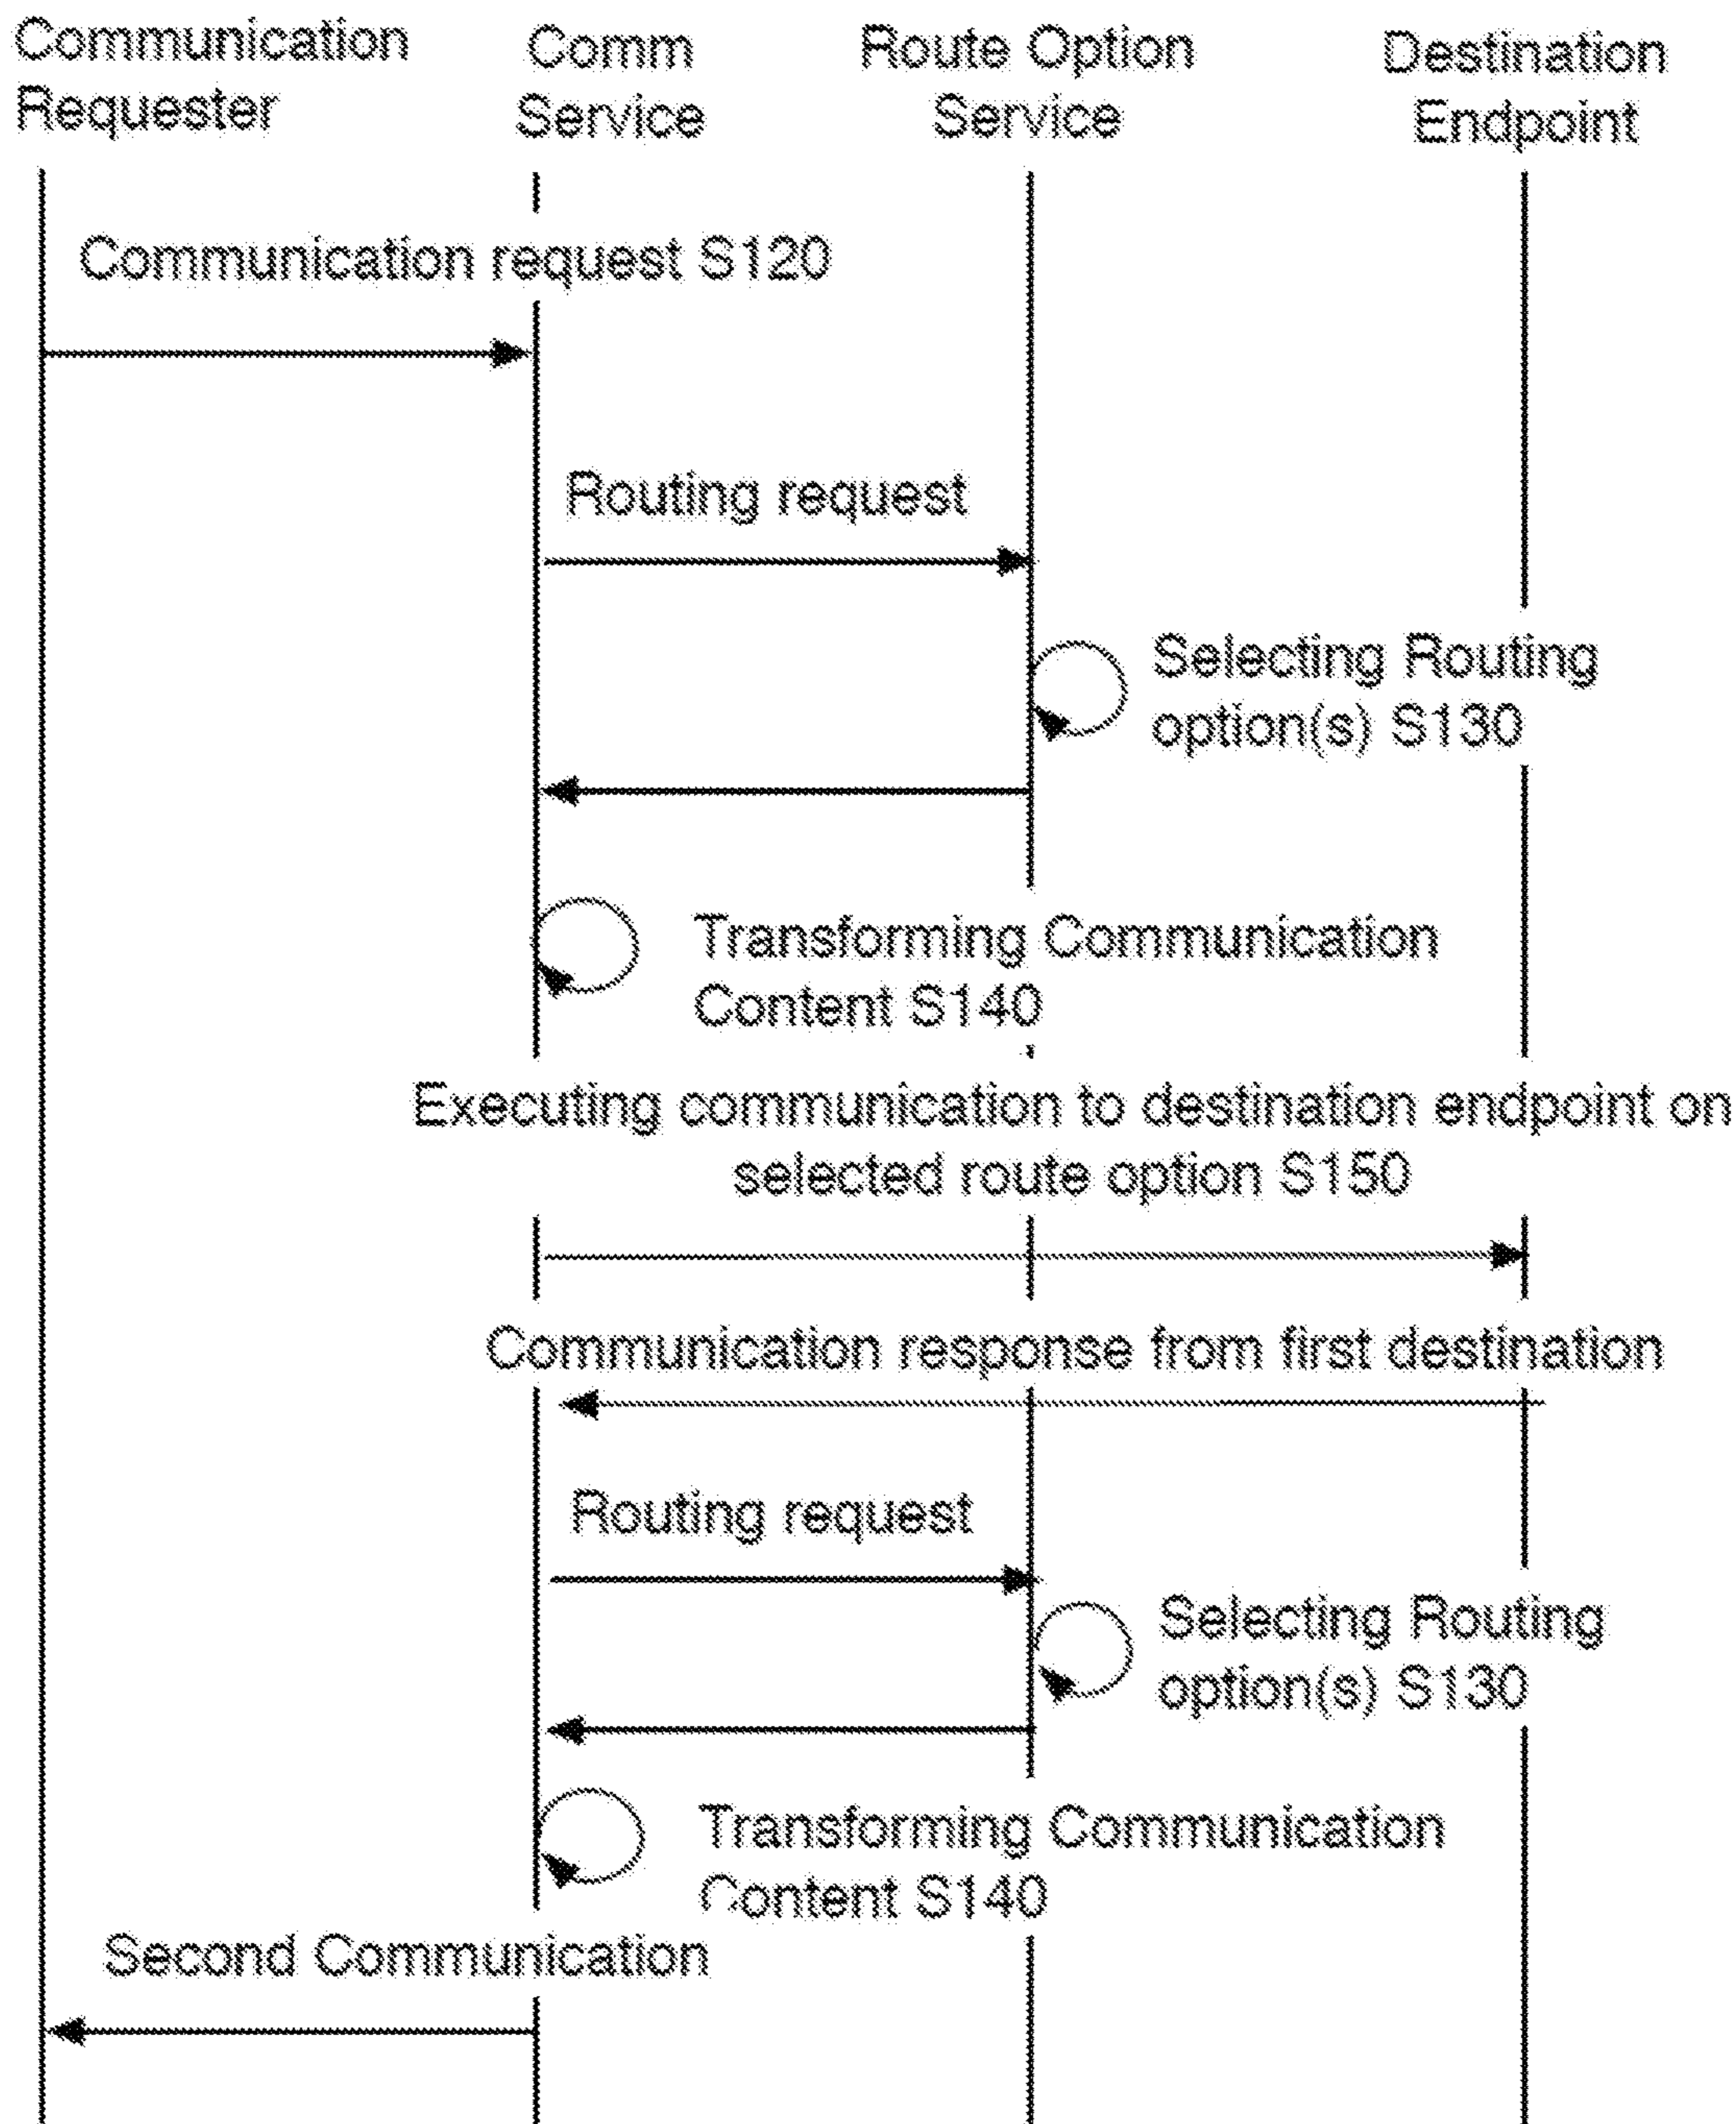 Communication
Requester
Comm
Service
Route Option
Service
Destination
Endpoint
Communication request S120
Routing request
Selecting Routing
option(s) S130
Transforming Communication
Content S140
Executing communication to destination endpoint on
selected route option S150
Communication response from first destination
Routing request
Selecting Routing
option(s) S130
Transforming Communication
Content S140
Second Communication